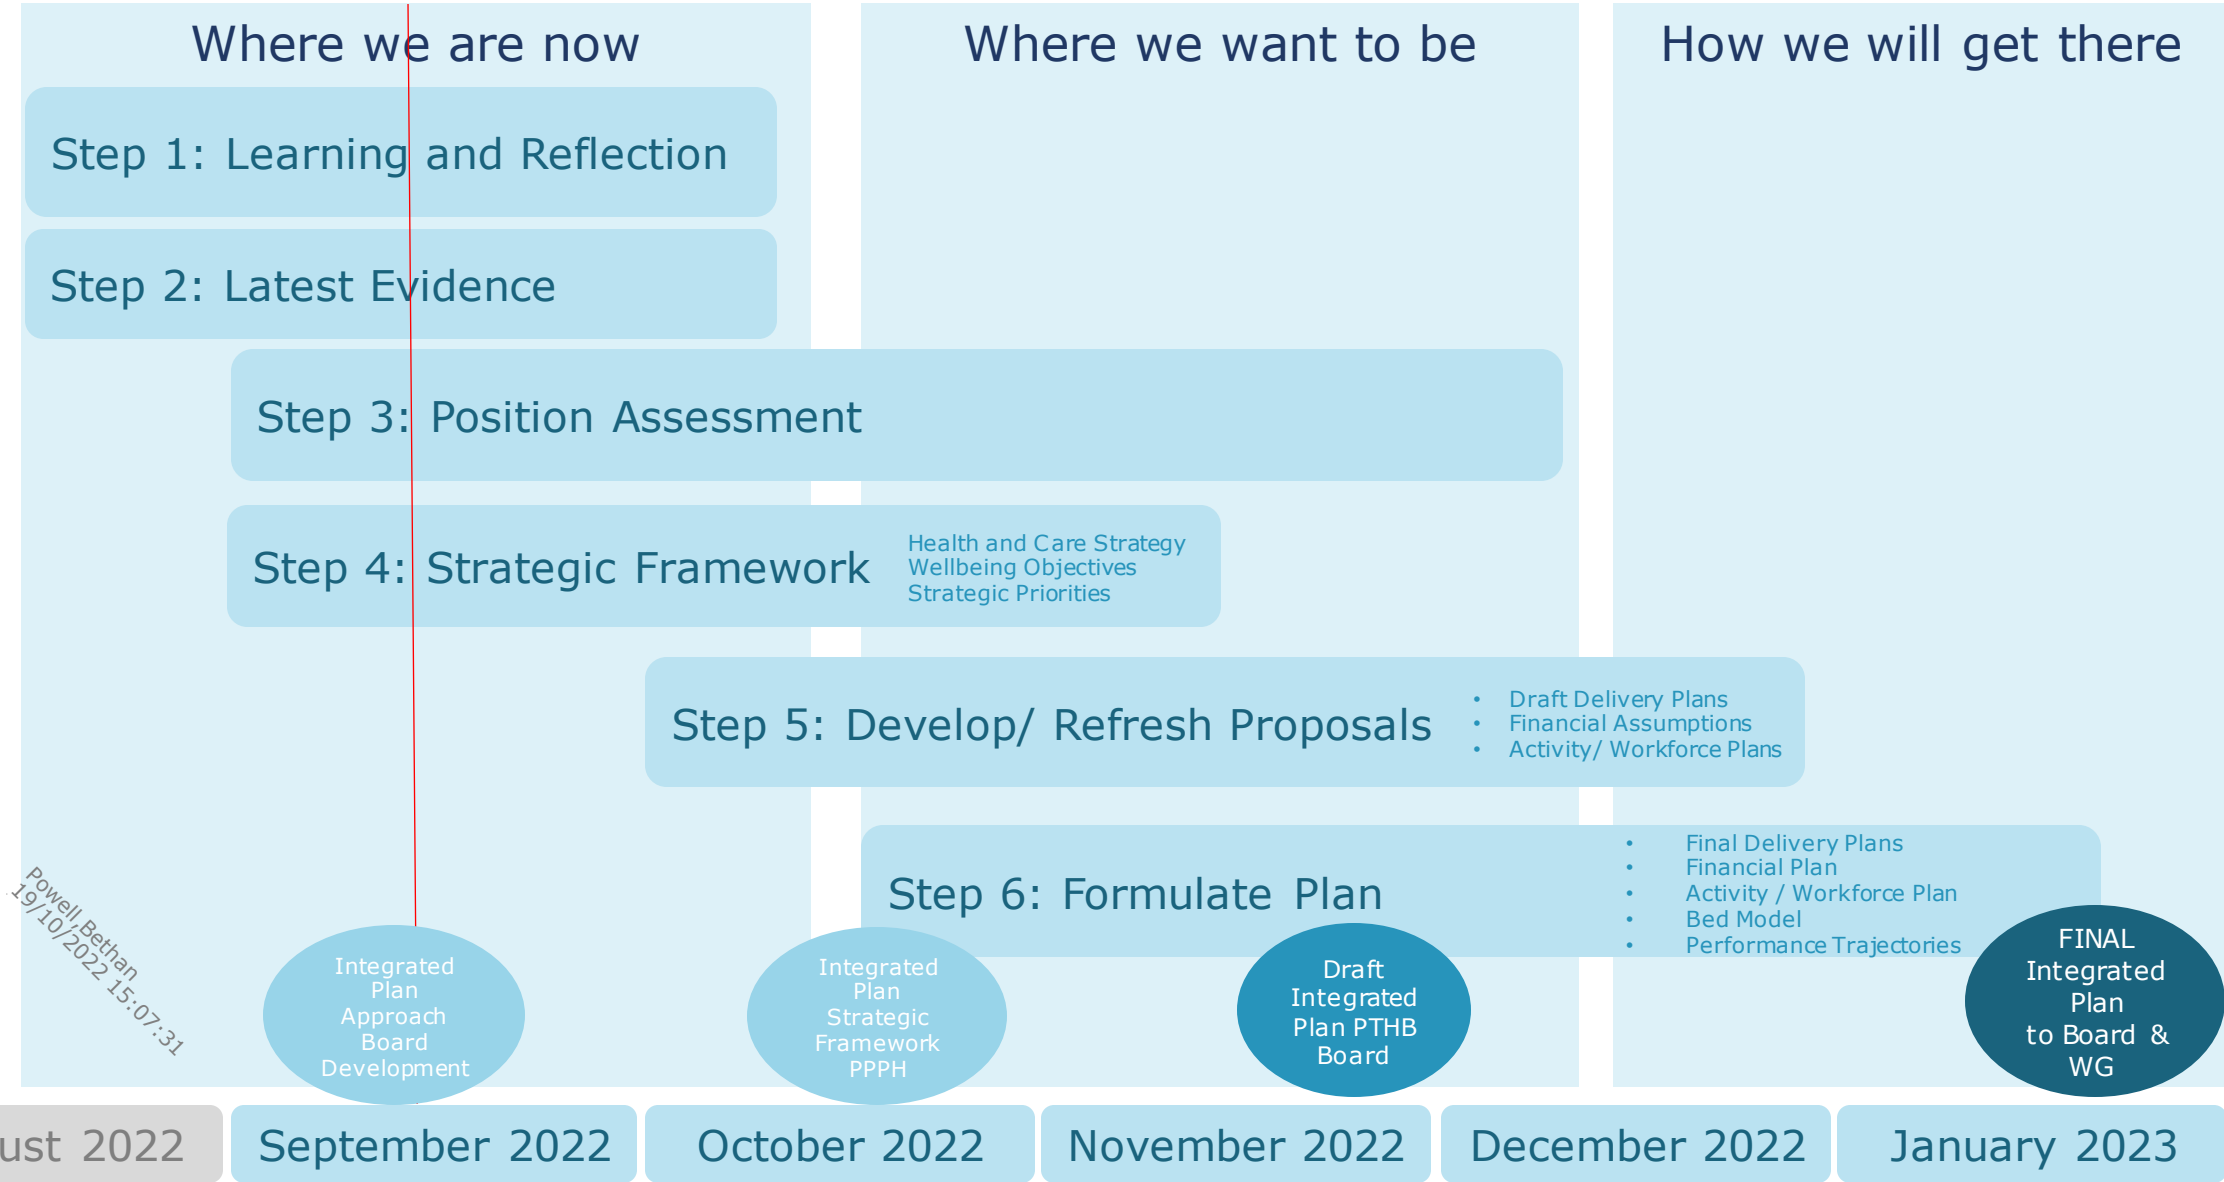 Where we are now
Where we want to be
How we will get there
Step 1: Learning and Reflection
Step 2: Latest Evidence
Step 3: Position Assessment
Step 4: Strategic Framework
Health and Care Strategy
Wellbeing Objectives
Strategic Priorities
Step 5: Develop/ Refresh Proposals
• Draft Delivery Plans
• Financial Assumptions
• Activity/ Workforce Plans
Step 6: Formulate Plan
• Final Delivery Plans
• Financial Plan
• Activity / Workforce Plan
• Bed Model
• Performance Trajectories
Powell,Bethan
19/10/2022 15:07:31
Integrated
Plan
Approach
Board
Development
Integrated
Plan
Strategic
Framework
PPPH
Draft
Integrated
Plan PTHB
Board
FINAL
Integrated
Plan
to Board &
WG
ust 2022
September 2022
October 2022
November 2022
December 2022
January 2023